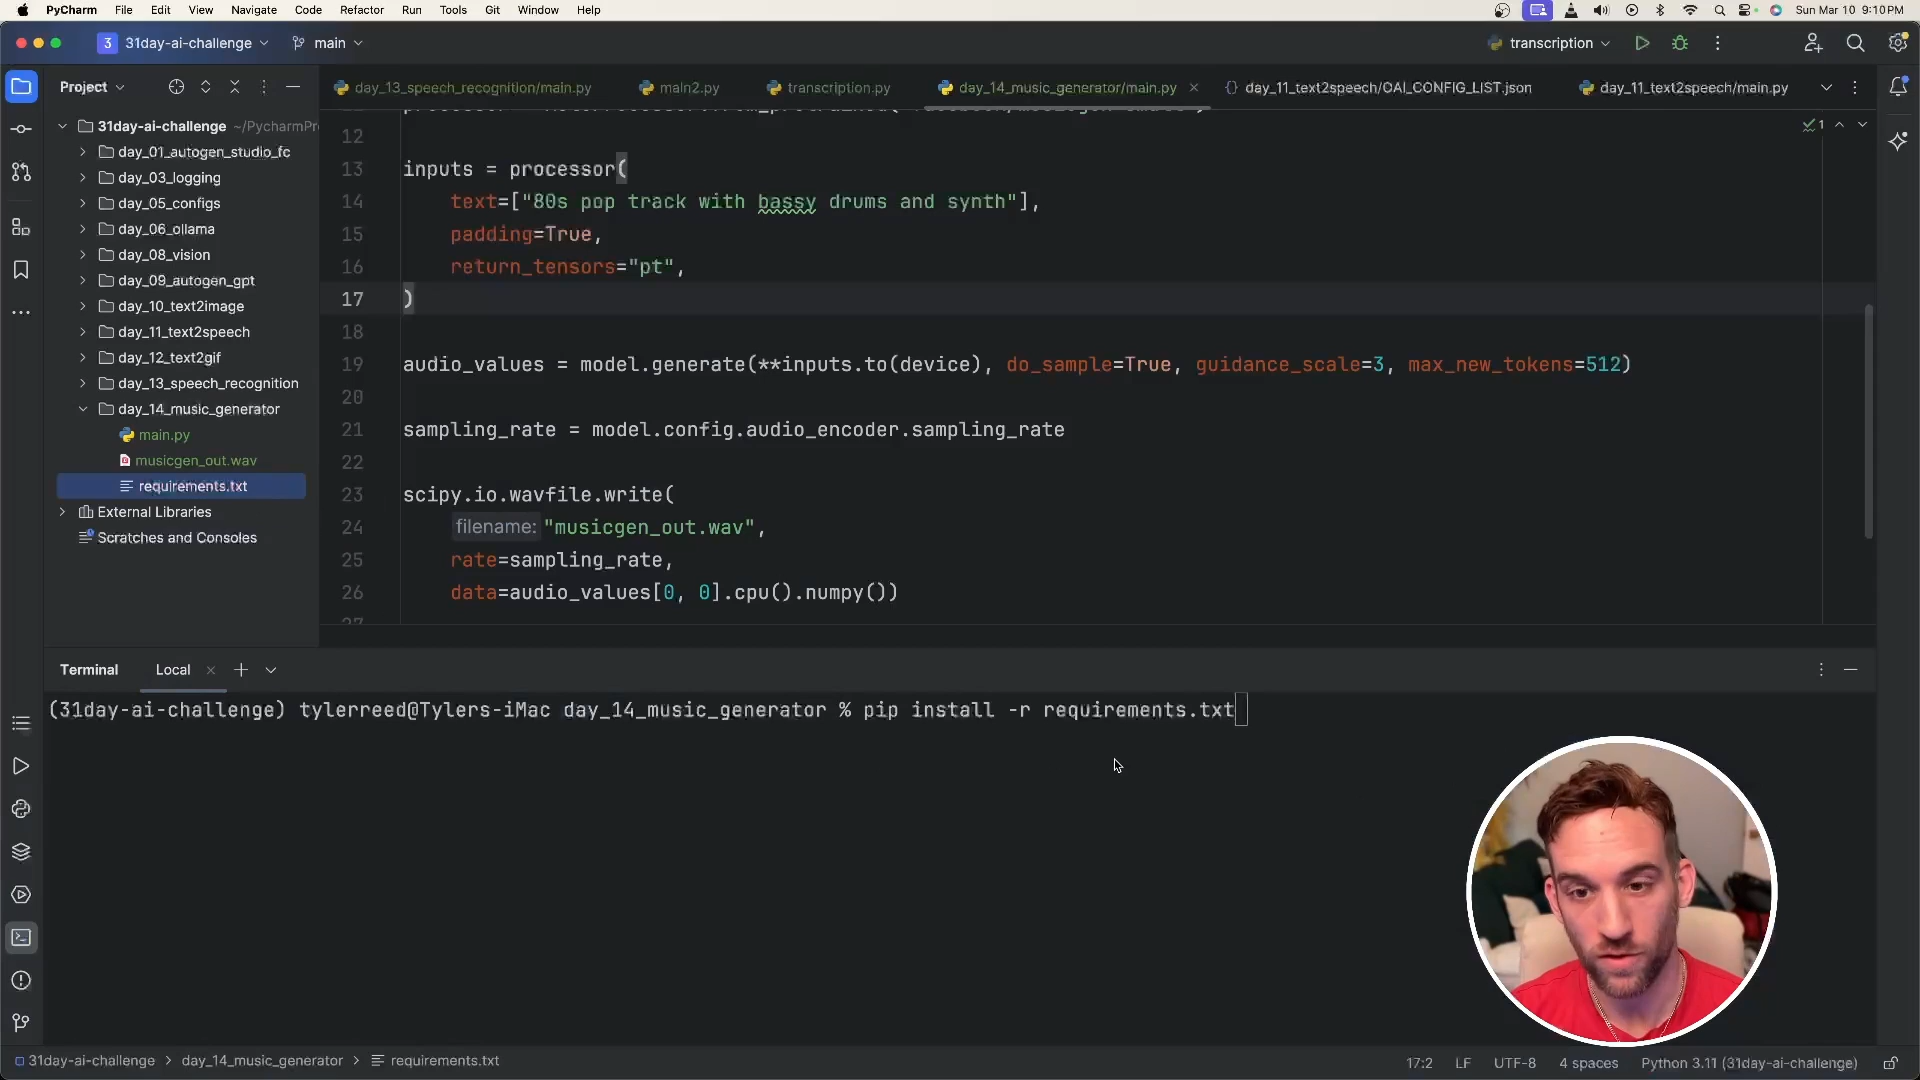 PyCharm File Edit View Navigate Code Refactor Run Tools Git Window Help Sun Mar 10 9:10 PM
3 31day-ai-challenge main transcription
Project
day_13_speech_recognition/main.py main2.py transcription.py day_14_music_generator/main.py day_11_text2speech/OAI_CONFIG_LIST.json day_11_text2speech/main.py
31day-ai-challenge ~/PycharmPr
day_01_autogen_studio_fc
day_03_logging
day_05_configs
day_06_ollama
day_08_vision
day_09_autogen_gpt
day_10_text2image
day_11_text2speech
day_12_text2gif
day_13_speech_recognition
day_14_music_generator
main.py
musicgen_out.wav
requirements.txt
External Libraries
Scratches and Consoles
1
12
13 inputs = processor(
14 text=["80s pop track with bassy drums and synth"],
15 padding=True,
16 return_tensors="pt",
17 )
18
19 audio_values = model.generate(**inputs.to(device), do_sample=True, guidance_scale=3, max_new_tokens=512)
20
21 sampling_rate = model.config.audio_encoder.sampling_rate
22
23 scipy.io.wavfile.write(
24 filename: "musicgen_out.wav",
25 rate=sampling_rate,
26 data=audio_values[0, 0].cpu().numpy())
27
Terminal Local
(31day-ai-challenge) tylerreed@Tylers-iMac day_14_music_generator % pip install -r requirements.txt
31day-ai-challenge > day_14_music_generator > requirements.txt 17:2 LF UTF-8 4 spaces Python 3.11 (31day-ai-challenge)